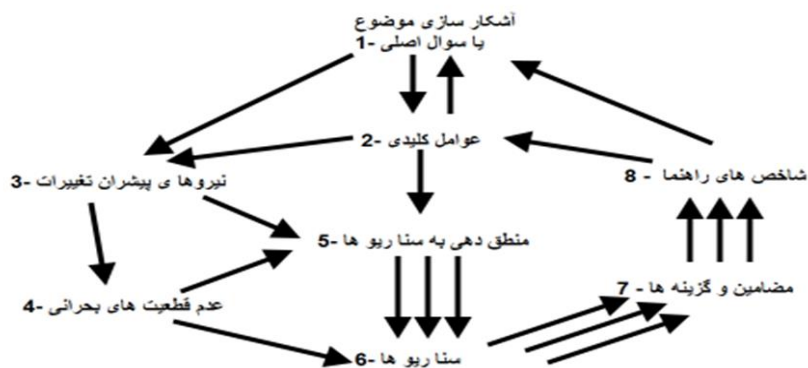 آشکار سازی موضوع
یا سوال اصلی -1
عوامل کلیدی -2
نیروها ی پیشران تغییرات -3
عدم قطعیت های بحرانی -4
منطق دهی به سنا ریو ها -5
سنا ریو ها -6
مضامین و گزینه ها - 7
شاخص های راهنما - 8